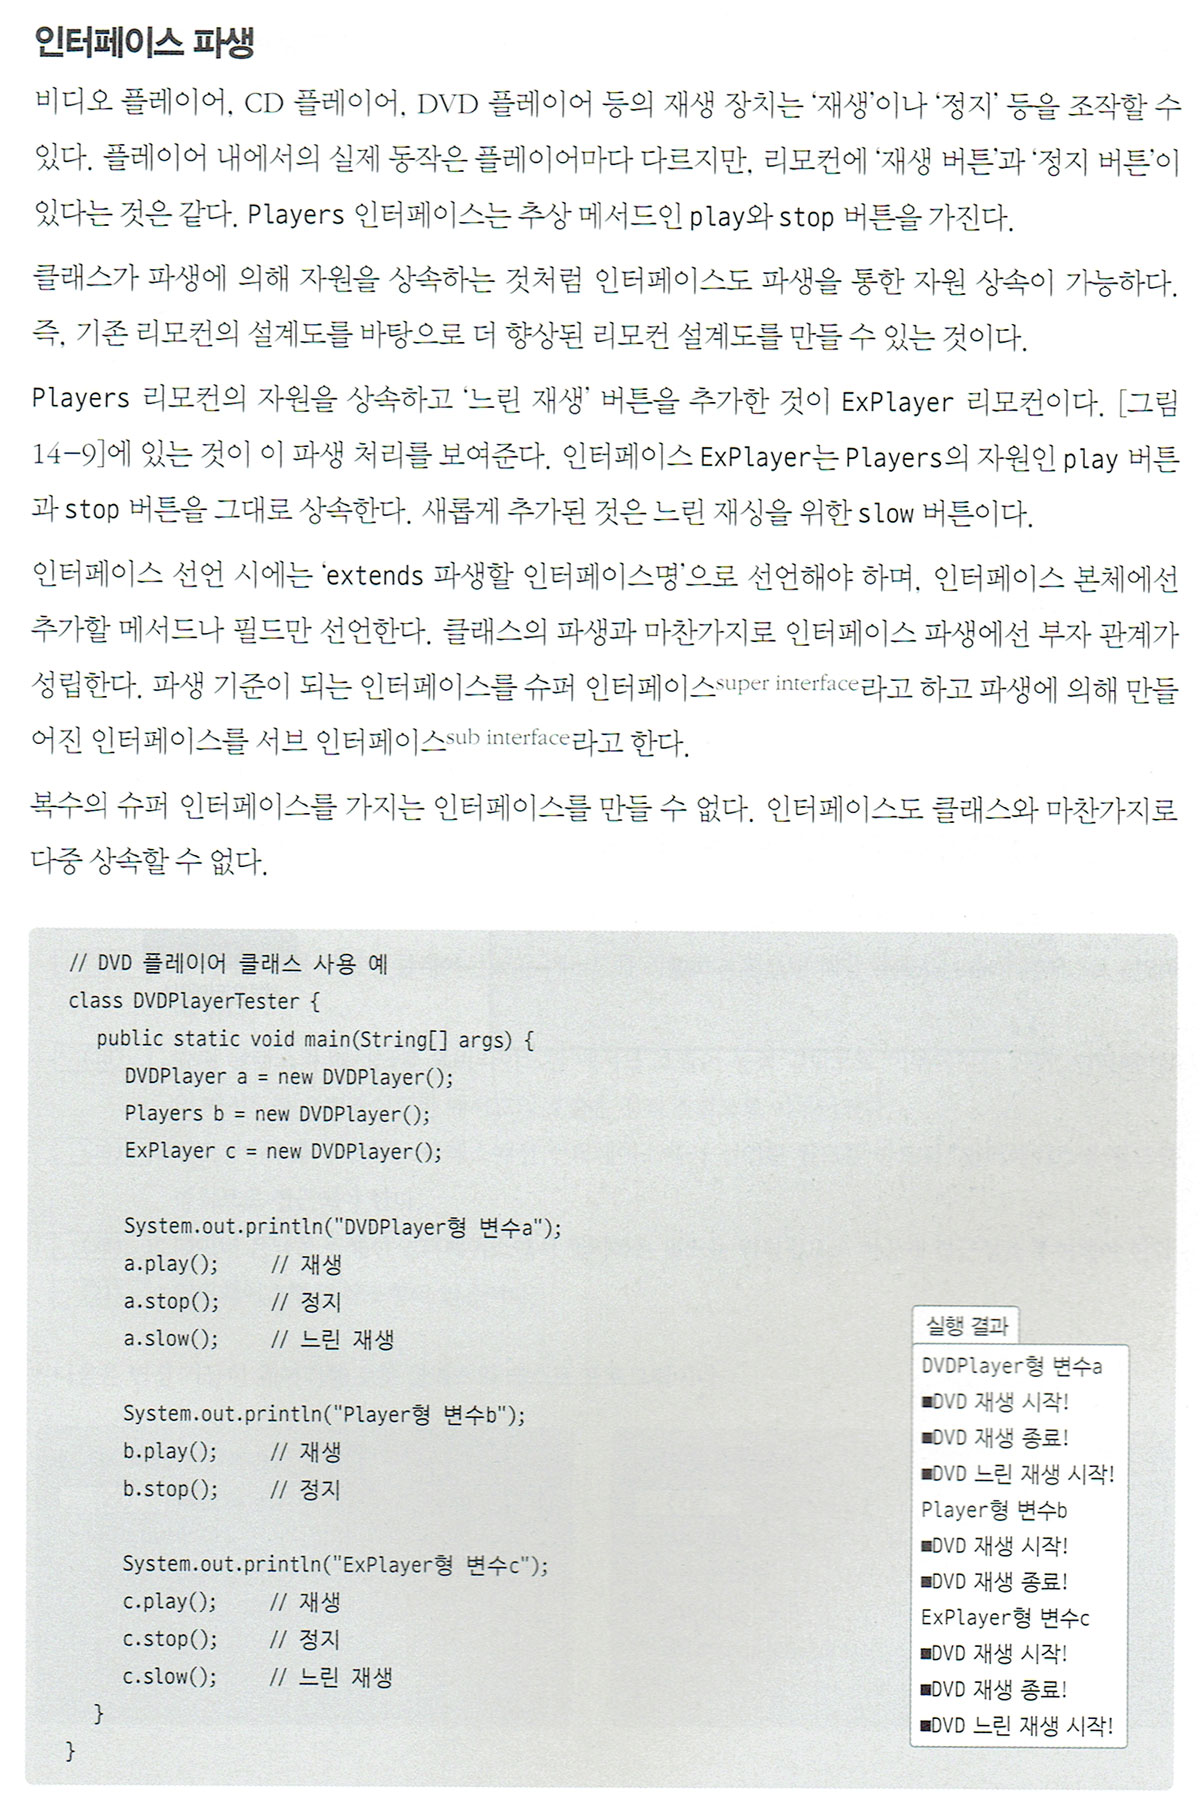 인터페이스 파생
비디오 플레이어, CD 플레이어, DVD 플레이어 등의 재생 장치는 ‘재생’이나 ‘정지’ 등을 조작할 수
있다. 플레이어 내에서의 실제 동작은 플레이어마다 다르지만, 리모컨에 ‘재생 버튼’과 ‘정지 버튼’이
있다는 것은 같다. Players 인터페이스는 추상 메서드인 play와 stop 버튼을 가진다.
클래스가 파생에 의해 자원을 상속하는 것처럼 인터페이스도 파생을 통한 자원 상속이 가능하다.
즉, 기존 리모컨의 설계도를 바탕으로 더 향상된 리모컨 설계도를 만들 수 있는 것이다.
Players 리모컨의 자원을 상속하고 ‘느린 재생’ 버튼을 추가한 것이 ExPlayer 리모컨이다. [그림
14-9]에 있는 것이 이 파생 처리를 보여준다. 인터페이스 ExPlayer는 Players의 자원인 play 버튼
과 stop 버튼을 그대로 상속한다. 새롭게 추가된 것은 느린 재싱을 위한 slow 버튼이다.
인터페이스 선언 시에는 ‘extends 파생할 인터페이스명’으로 선언해야 하며, 인터페이스 본체에선
추가할 메서드나 필드만 선언한다. 클래스의 파생과 마찬가지로 인터페이스 파생에선 부자 관계가
성립한다. 파생 기준이 되는 인터페이스를 슈퍼 인터페이스super interface라고 하고 파생에 의해 만들
어진 인터페이스를 서브 인터페이스sub interface라고 한다.
복수의 슈퍼 인터페이스를 가지는 인터페이스를 만들 수 없다. 인터페이스도 클래스와 마찬가지로
다중 상속할 수 없다.
// DVD 플레이어 클래스 사용 예
class DVDPlayerTester {
public static void main(String[] args) {
DVDPlayer a = new DVDPlayer();
Players b = new DVDPlayer();
ExPlayer c = new DVDPlayer();
System.out.println("DVDPlayer형 변수a");
a.play(); // 재생
a.stop(); // 정지
a.slow(); // 느린 재생
System.out.println("Player형 변수b");
b.play(); // 재생
b.stop(); // 정지
System.out.println("ExPlayer형 변수c");
c.play(); // 재생
c.stop(); // 정지
c.slow(); // 느린 재생
}
}
실행 결과
DVDPlayer형 변수a
■DVD 재생 시작!
■DVD 재생 종료!
■DVD 느린 재생 시작!
Player형 변수b
■DVD 재생 시작!
■DVD 재생 종료!
ExPlayer형 변수c
■DVD 재생 시작!
■DVD 재생 종료!
■DVD 느린 재생 시작!